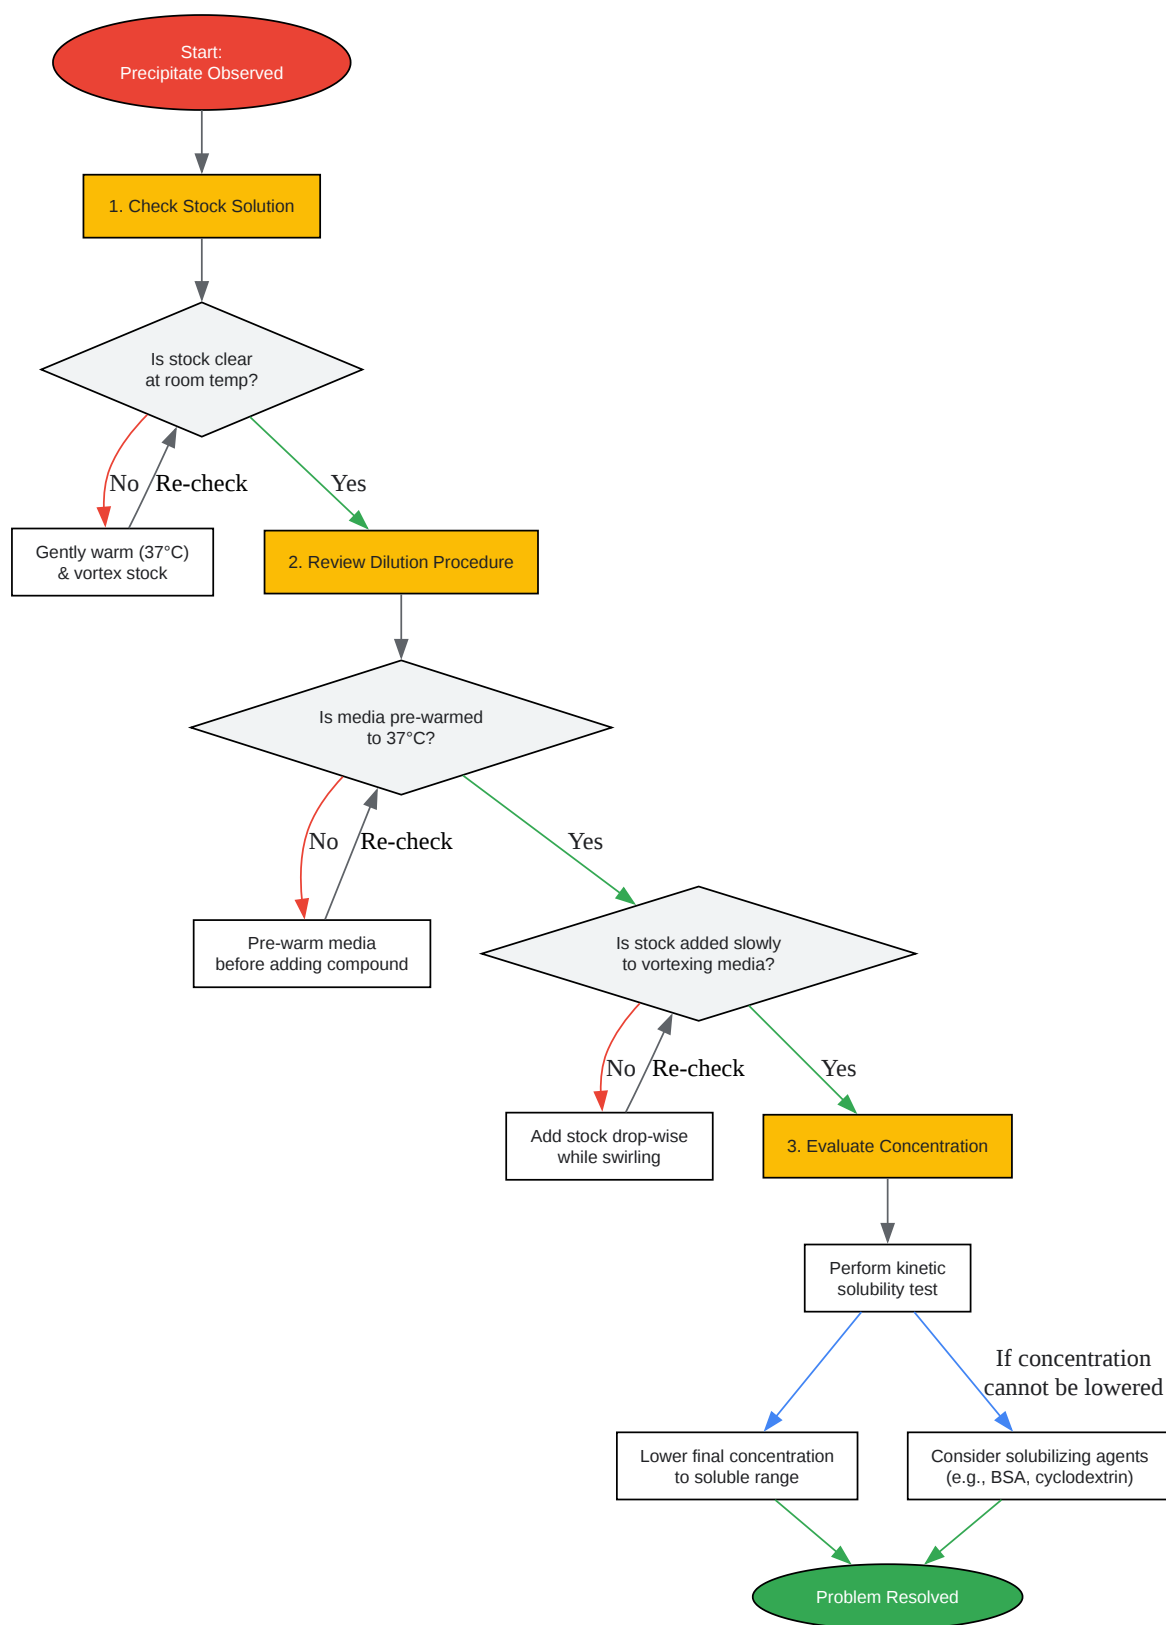 Start:
Precipitate Observed
1. Check Stock Solution
Is stock clear
at room temp?
No
Re-check
Yes
Gently warm (37°C)
& vortex stock
2. Review Dilution Procedure
Is media pre-warmed
to 37°C?
No
Re-check
Yes
Pre-warm media
before adding compound
Is stock added slowly
to vortexing media?
No
Re-check
Yes
Add stock drop-wise
while swirling
3. Evaluate Concentration
Perform kinetic
solubility test
If concentration
cannot be lowered
Lower final concentration
to soluble range
Consider solubilizing agents
(e.g., BSA, cyclodextrin)
Problem Resolved